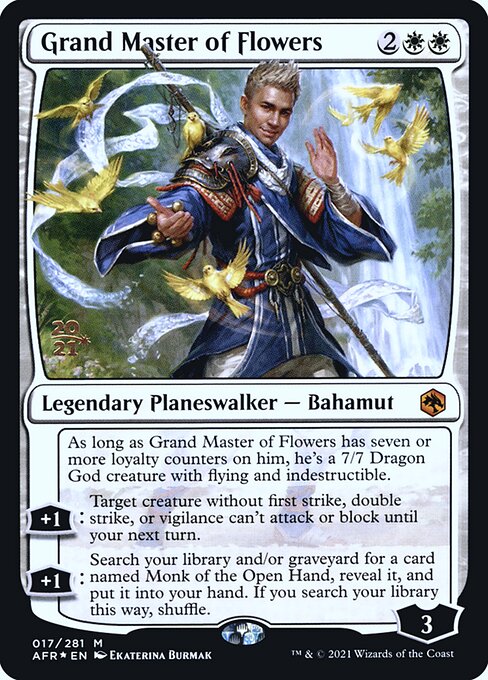 Grand Master of Flowers 2
20
21
Legendary Planeswalker — Bahamut
As long as Grand Master of Flowers has seven or
more loyalty counters on him, he's a 7/7 Dragon
God creature with flying and indestructible.
+1 : Target creature without first strike, double
strike, or vigilance can't attack or block until
your next turn.
+1 : Search your library and/or graveyard for a card
named Monk of the Open Hand, reveal it, and
put it into your hand. If you search your library
this way, shuffle.
3
017/281 M
AFR★EN Ekaterina Burmak
™ & © 2021 Wizards of the Coast